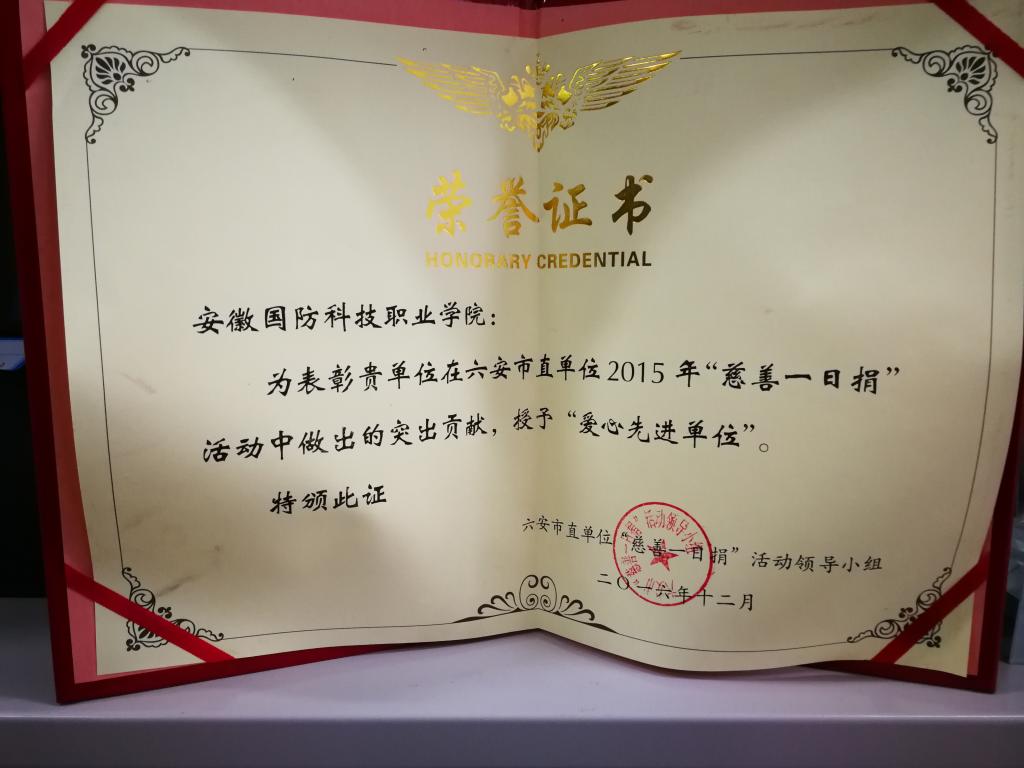 荣誉证书
HONORARY CREDENTIAL
安徽国防科技职业学院：
为表彰贵单位在六安市直单位2015年“慈善一日捐”
活动中做出的突出贡献，授予“爱心先进单位”。
特颁此证
六安市直单位“慈善一日捐”活动领导小组
二〇一六年十二月